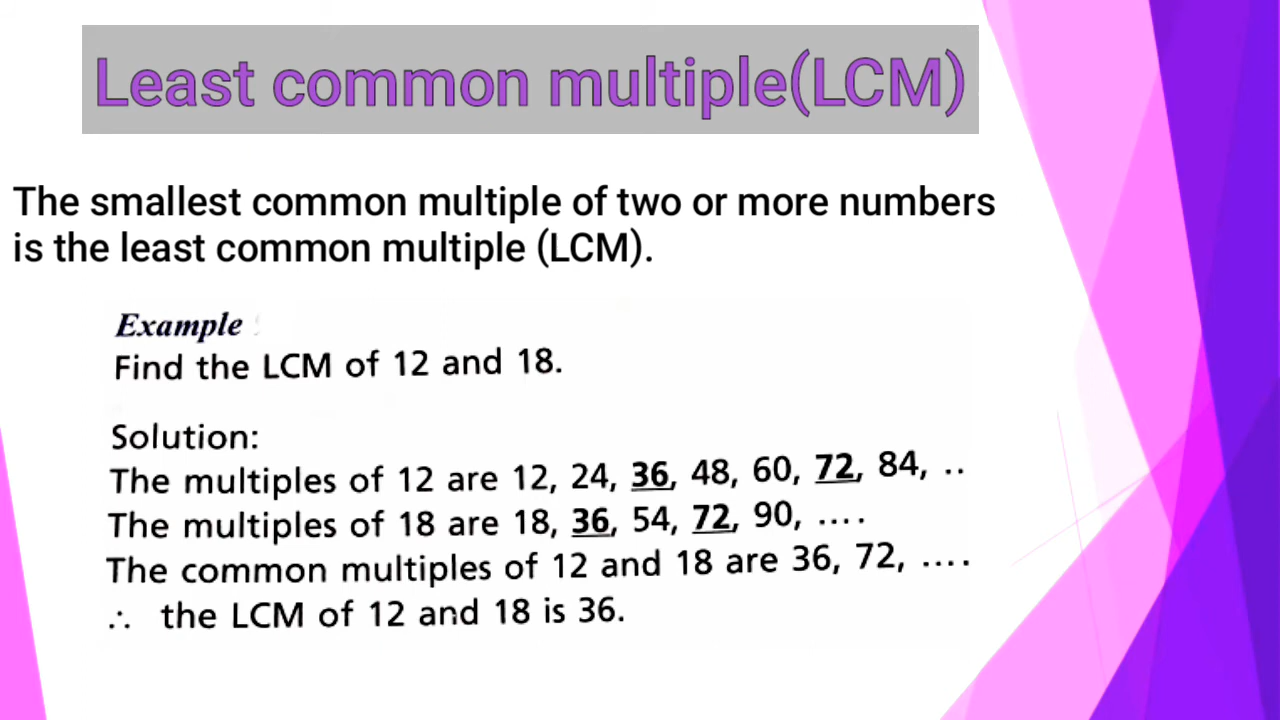 Least common multiple(LCM)
The smallest common multiple of two or more numbers
is the least common multiple (LCM).
Example
Find the LCM of 12 and 18.
Solution:
The multiples of 12 are 12, 24, 36, 48, 60, 72, 84, ..
The multiples of 18 are 18, 36, 54, 72, 90, ....
The common multiples of 12 and 18 are 36, 72, ....
∴ the LCM of 12 and 18 is 36.